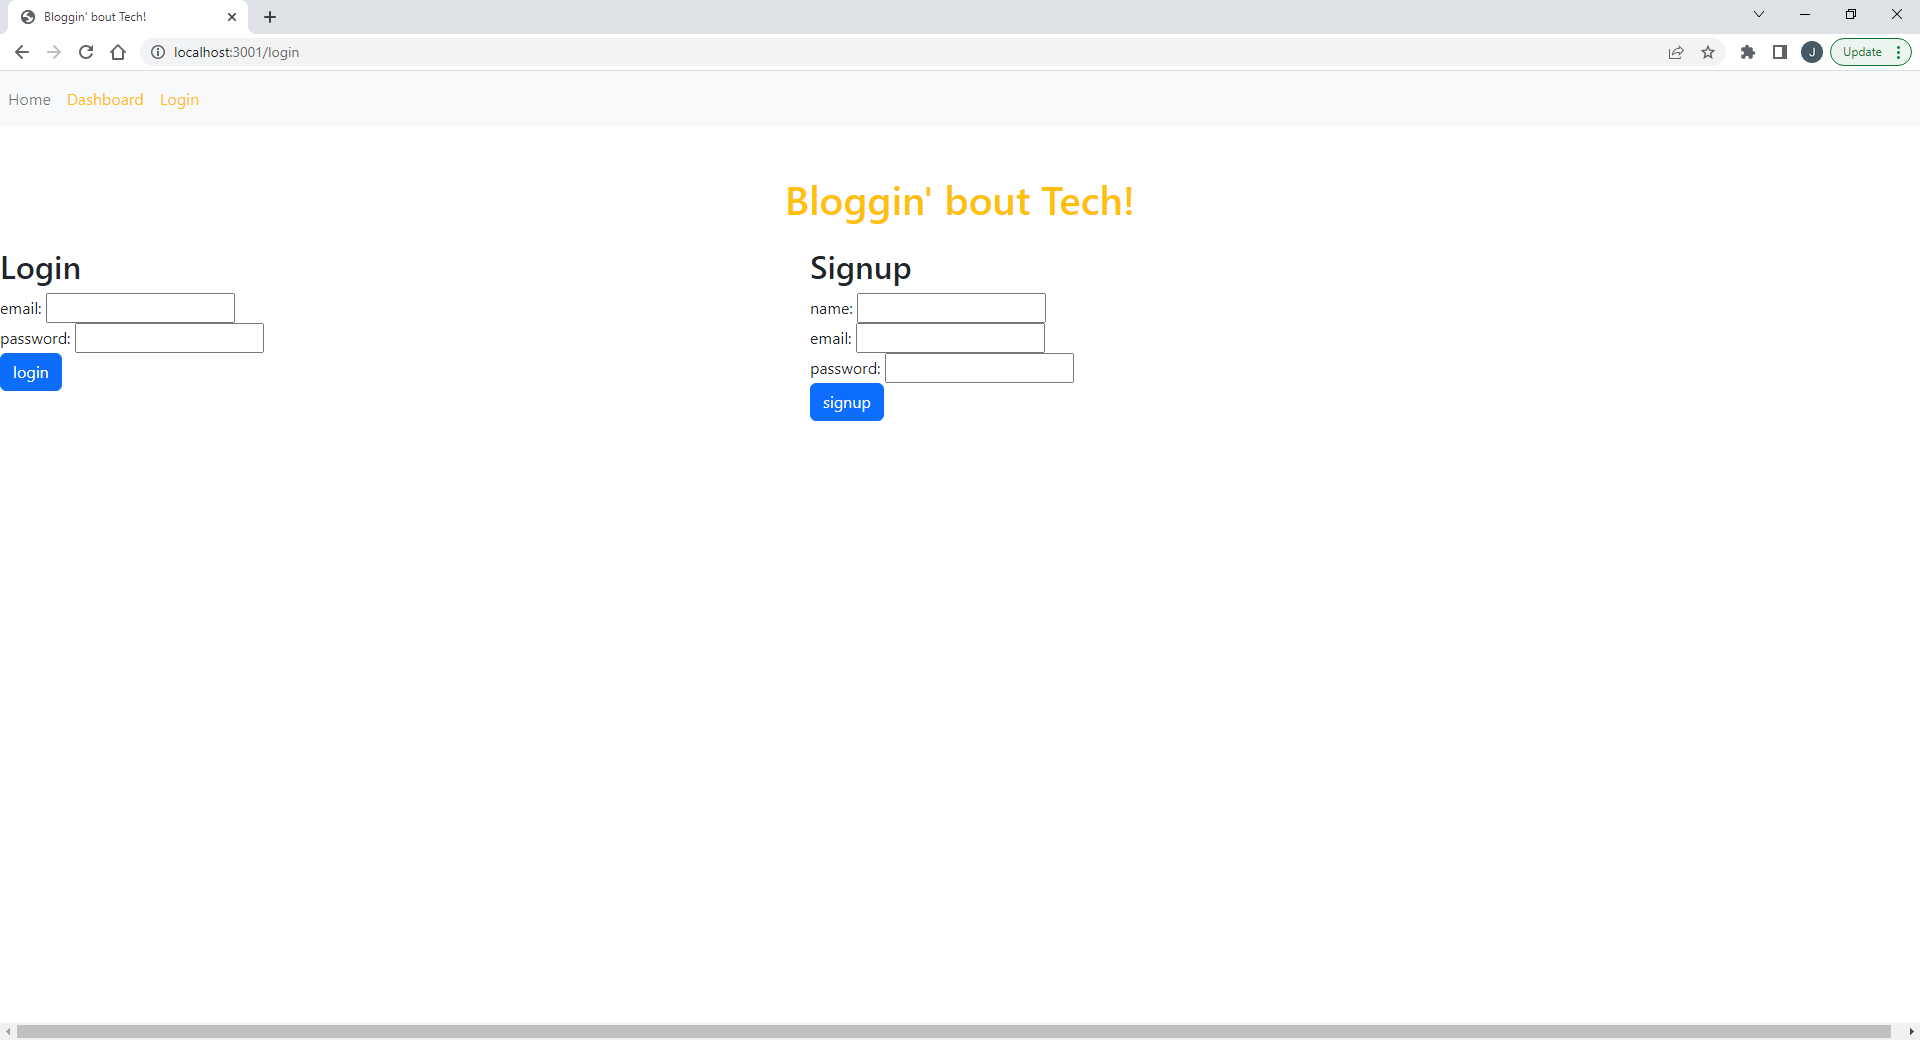 Bloggin' bout Tech!
localhost:3001/login
J
Update
Home Dashboard Login
Bloggin' bout Tech!
Login
email:
password:
login
Signup
name:
email:
password:
signup